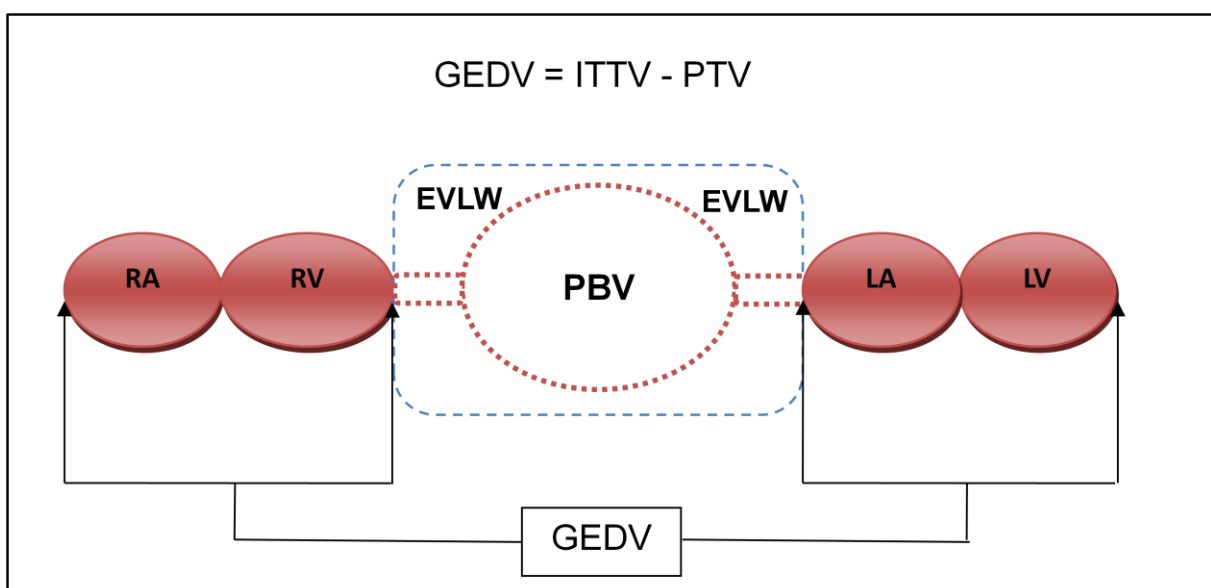 GEDV = ITTV - PTV
EVLW EVLW
RA RV PBV LA LV
GEDV